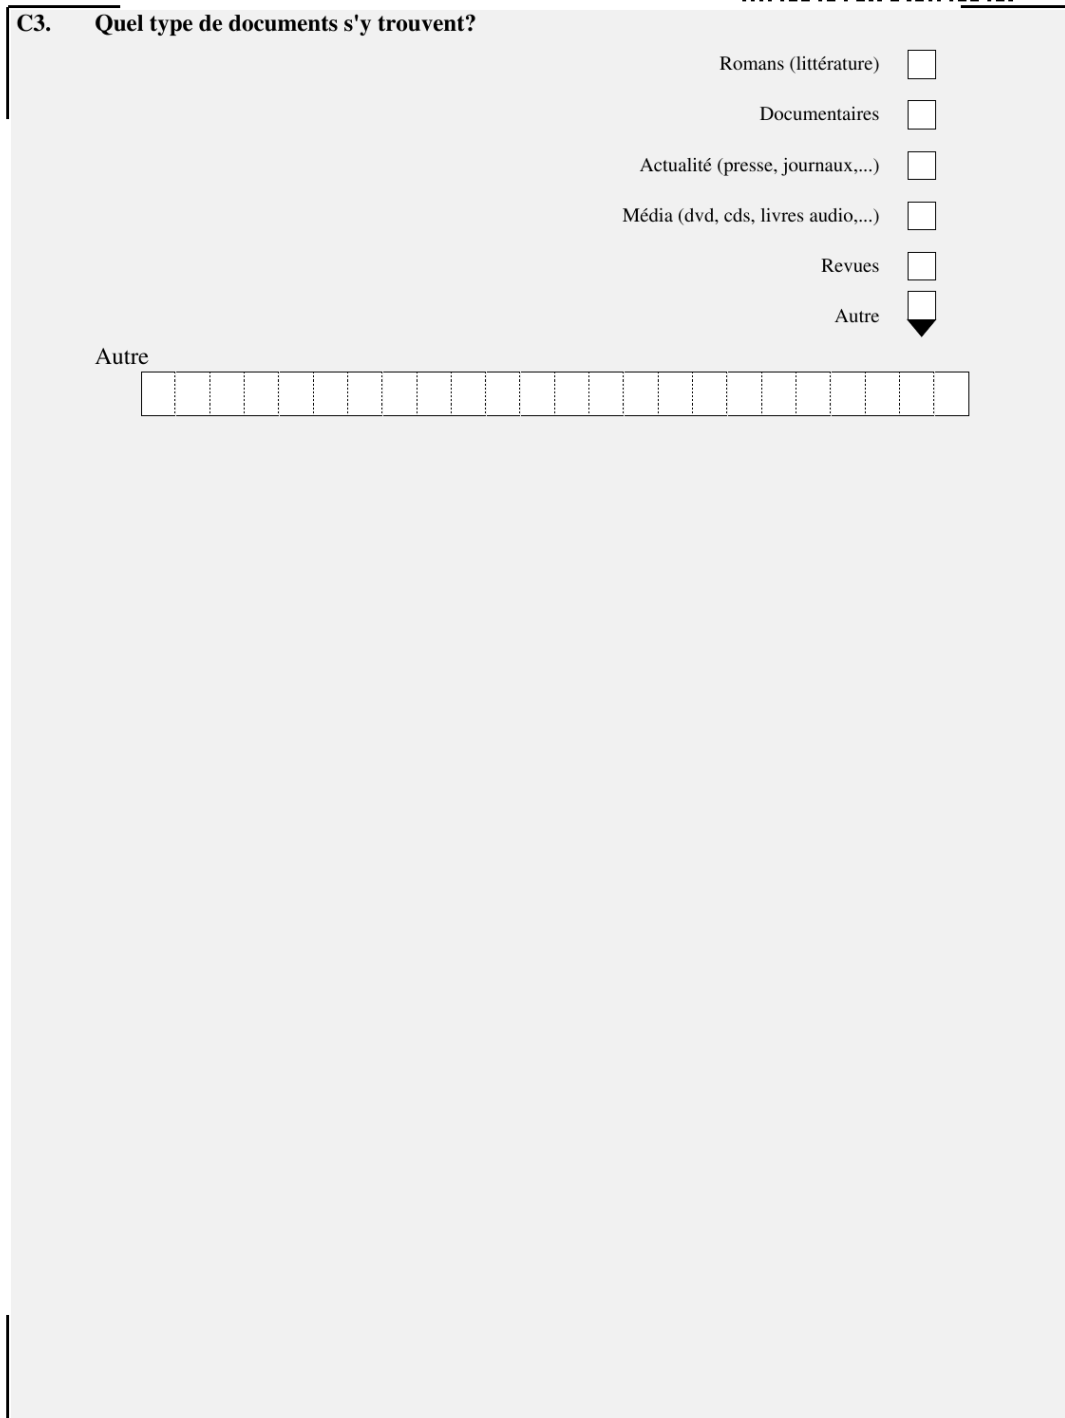 C3. Quel type de documents s'y trouvent?
Romans (littérature)
Documentaires
Actualité (presse, journaux,...)
Média (dvd, cds, livres audio,...)
Revues
Autre
Autre